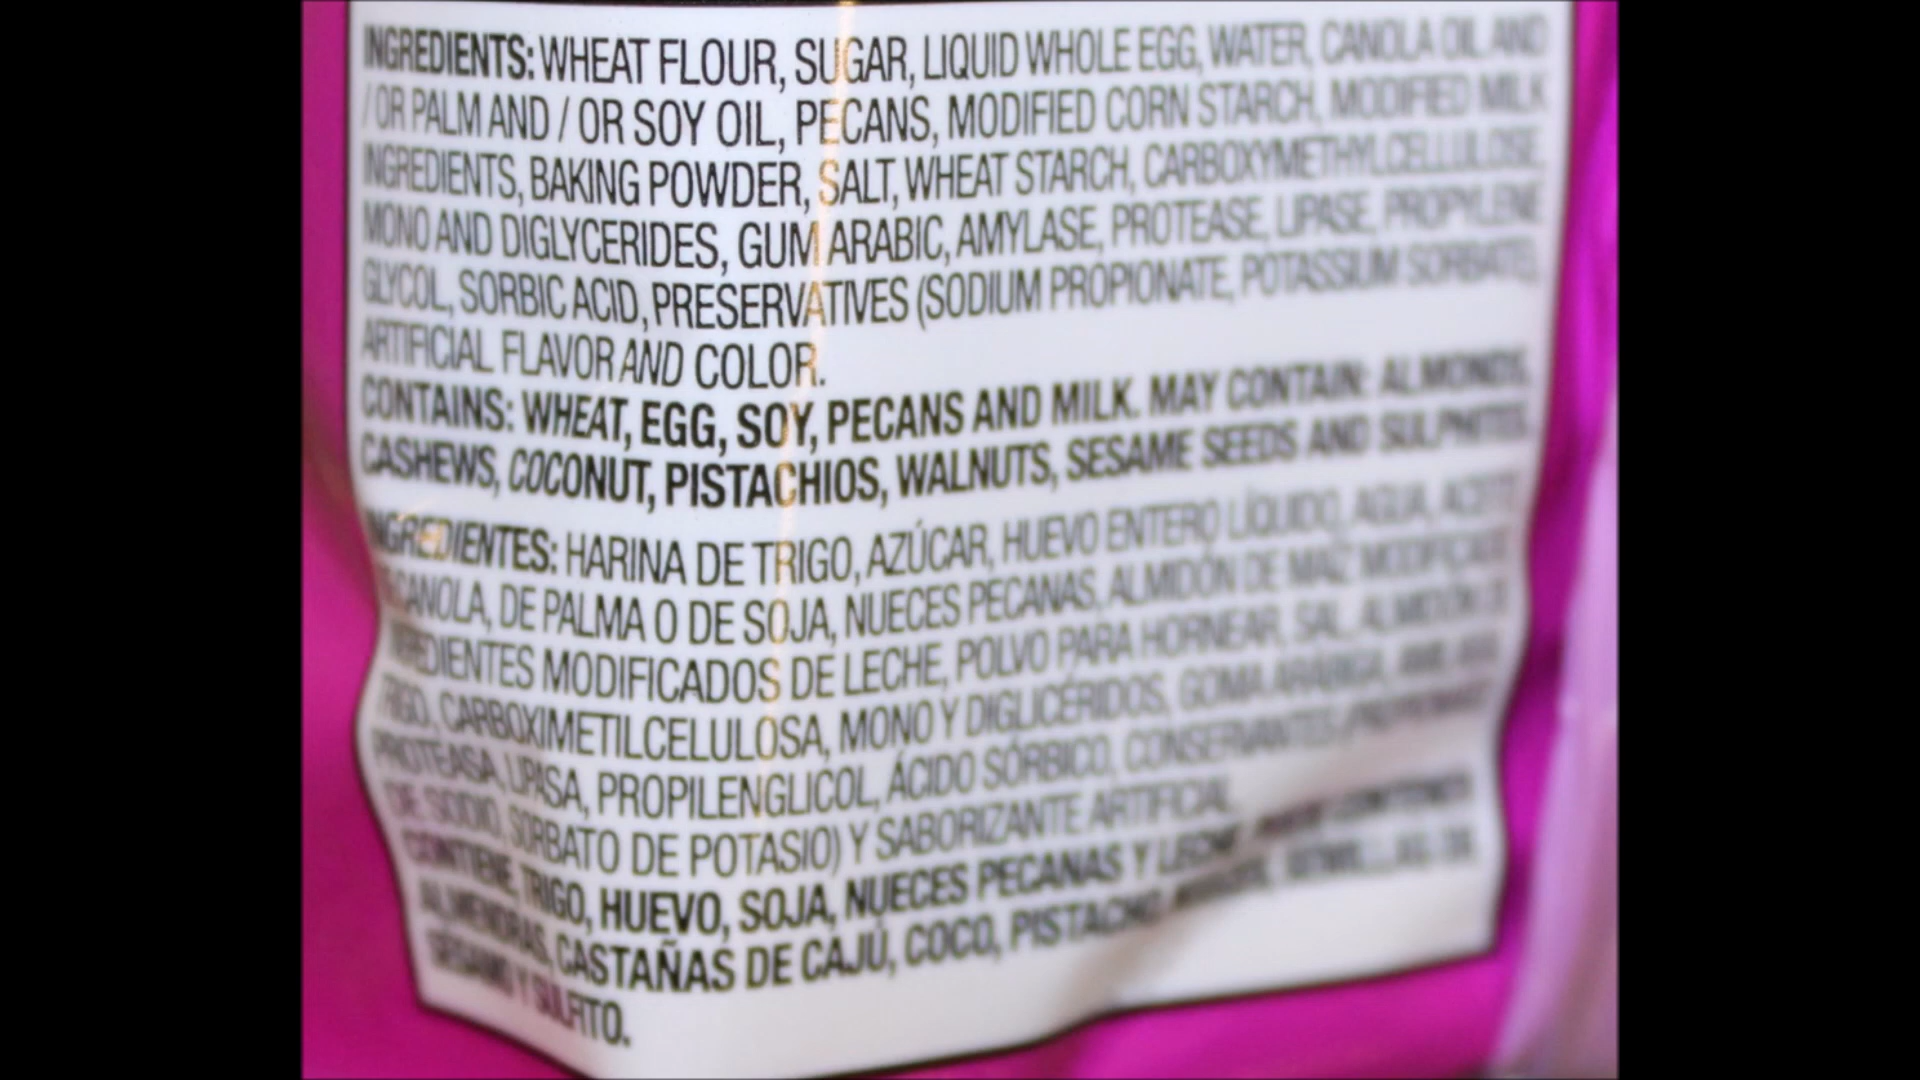 INGREDIENTS: WHEAT FLOUR, SUGAR, LIQUID WHOLE EGG, WATER, CANOLA OIL AND
/ OR PALM AND / OR SOY OIL, PECANS, MODIFIED CORN STARCH, MODIFIED MILK
INGREDIENTS, BAKING POWDER, SALT, WHEAT STARCH, CARBOXYMETHYLCELLULOSE
MONO AND DIGLYCERIDES, GUM ARABIC, AMYLASE, PROTEASE, LIPASE, PROPYLENE
GLYCOL, SORBIC ACID, PRESERVATIVES (SODIUM PROPIONATE, POTASSIUM SORBATE),
ARTIFICIAL FLAVOR AND COLOR.
CONTAINS: WHEAT, EGG, SOY, PECANS AND MILK. MAY CONTAIN: ALMONDS,
CASHEWS, COCONUT, PISTACHIOS, WALNUTS, SESAME SEEDS AND SULPHITES.
INGREDIENTES: HARINA DE TRIGO, AZÚCAR, HUEVO ENTERO LÍQUIDO, AGUA, ACEITE
CANOLA, DE PALMA O DE SOJA, NUECES PECANAS, ALMIDÓN DE MAÍZ MODIFICADO
INGREDIENTES MODIFICADOS DE LECHE, POLVO PARA HORNEAR, SAL, ALMIDÓN DE
TRIGO, CARBOXIMETILCELULOSA, MONO Y DIGLICÉRIDOS, GOMA ARÁBIGA,
PROTEASA, LIPASA, PROPILENGLICOL, ÁCIDO SÓRBICO, CONSERVANTES
DE SODIO, SORBATO DE POTASIO) Y SABORIZANTE ARTIFICIAL.
CONTIENE TRIGO, HUEVO, SOJA, NUECES PECANAS Y LECHE.
ALMENDRAS, CASTAÑAS DE CAJÚ, COCO, PISTACHO,
SÉSAMO Y SULFITO.